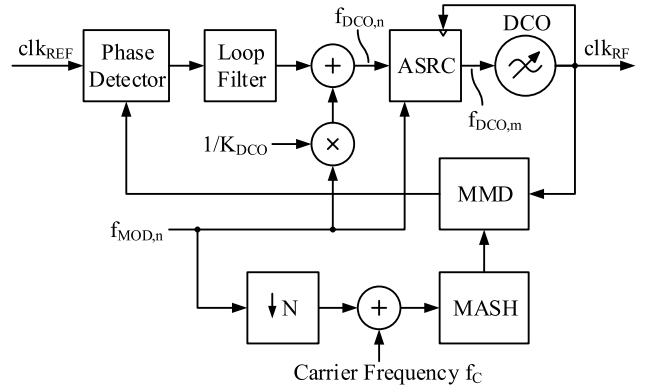 f_DCO,n
DCO
clk_REF
Phase
Detector
Loop
Filter
+
ASRC
clk_RF
f_DCO,m
1/K_DCO
×
MMD
f_MOD,n
↓N
+
MASH
Carrier Frequency f_C